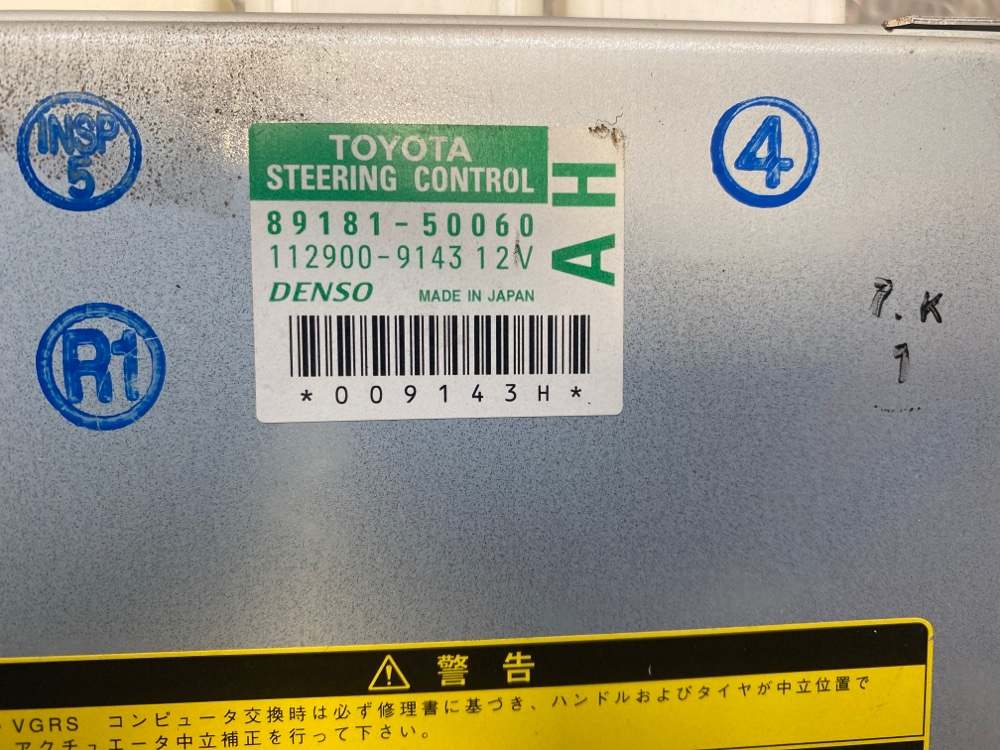 INSP
5
TOYOTA
STEERING CONTROL
89181-50060
112900-9143 12V
DENSO MADE IN JAPAN
*009143H*
AH
4
R1
7.K
1
⚠ 警告
VGRS コンピュータ交換時は必ず修理書に基づき、ハンドルおよびタイヤが中立位置で
アクチュエータ中立補正を行って下さい。